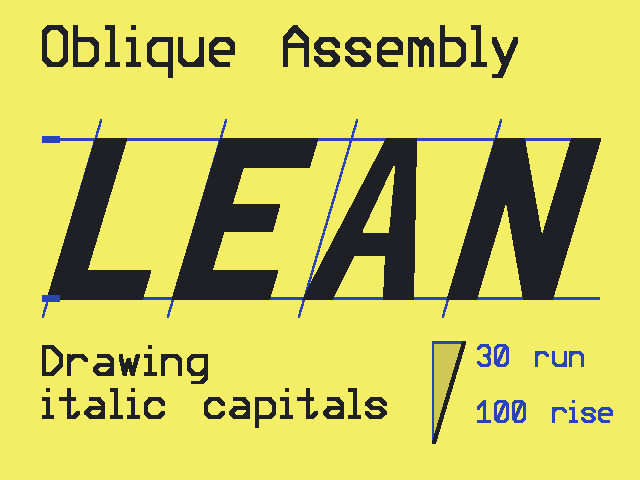 Oblique Assembly
LEAN
Drawing
italic capitals
30 run
100 rise